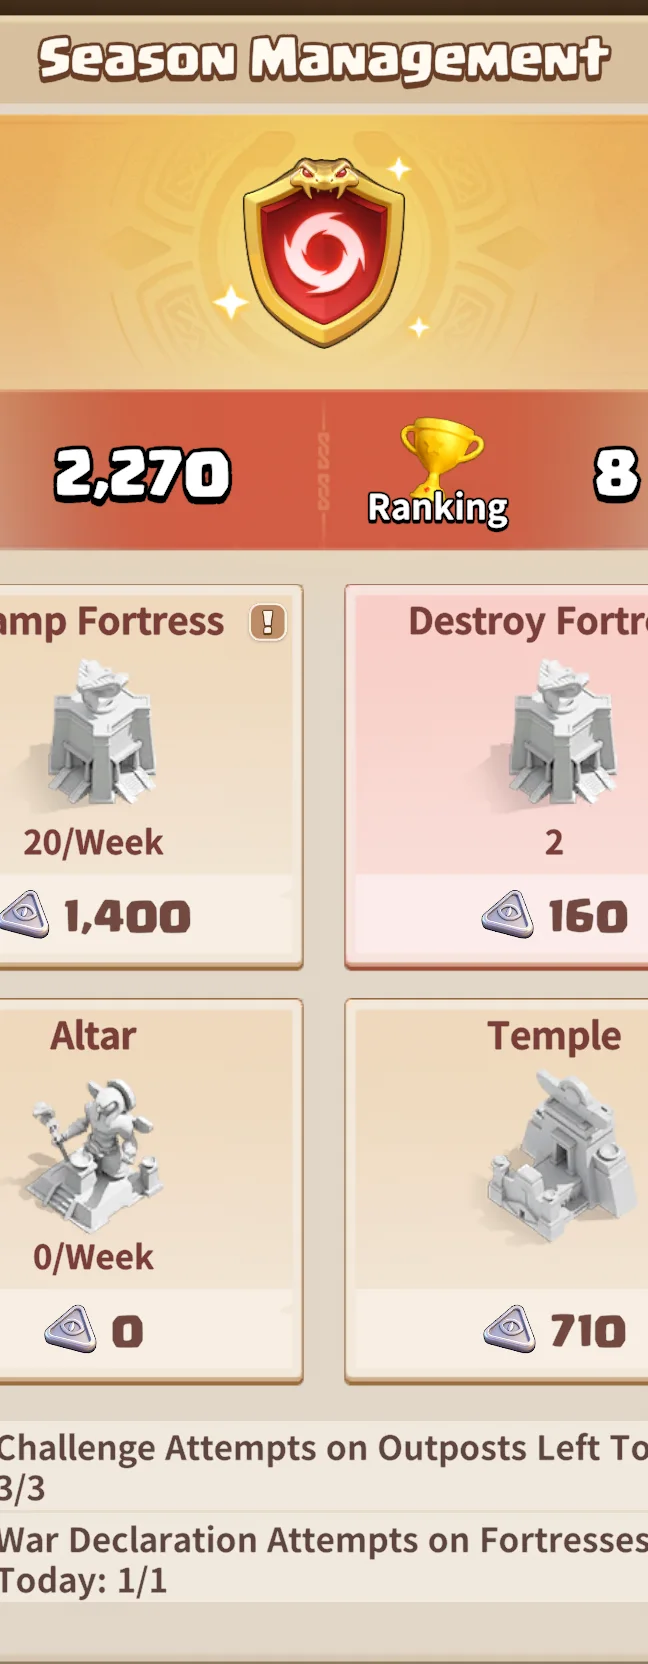 Season Management
2,270
Ranking
8
amp Fortress
!
Destroy Fortr
20/Week
2
1,400
160
Altar
Temple
0/Week
0
710
Challenge Attempts on Outposts Left To
3/3
War Declaration Attempts on Fortresses
Today: 1/1